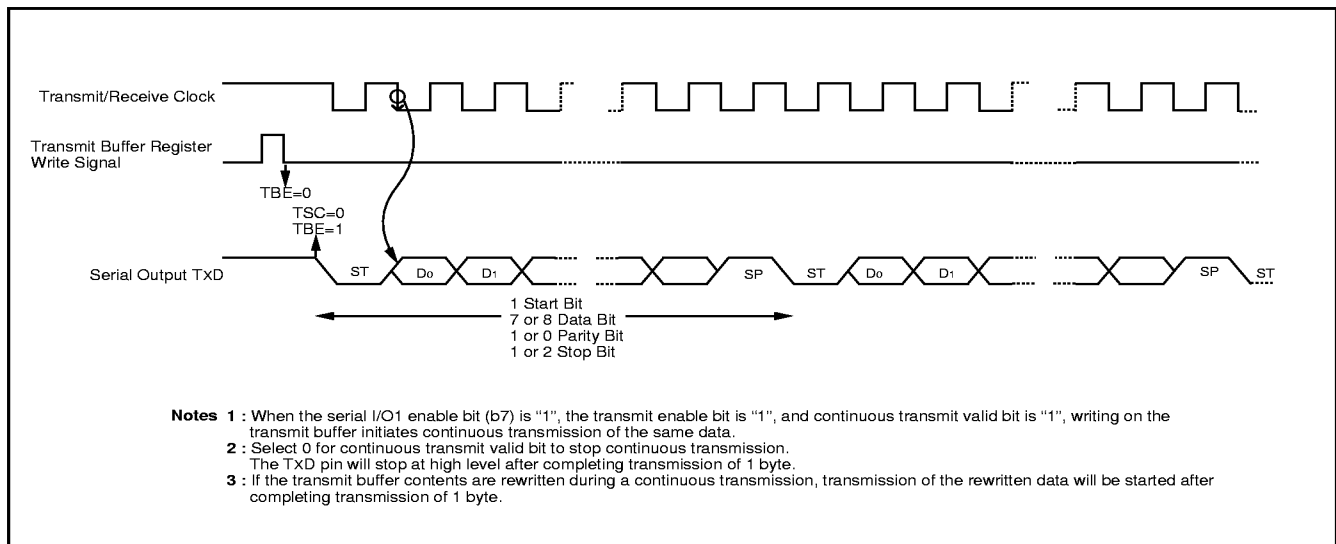 Transmit/Receive Clock
Transmit Buffer Register
Write Signal
TBE=0
TSC=0
TBE=1
Serial Output TxD
ST D0 D1 SP ST D0 D1 SP ST
1 Start Bit
7 or 8 Data Bit
1 or 0 Parity Bit
1 or 2 Stop Bit
Notes 1 : When the serial I/O1 enable bit (b7) is “1”, the transmit enable bit is “1”, and continuous transmit valid bit is “1”, writing on the
transmit buffer initiates continuous transmission of the same data.
2 : Select 0 for continuous transmit valid bit to stop continuous transmission.
The TxD pin will stop at high level after completing transmission of 1 byte.
3 : If the transmit buffer contents are rewritten during a continuous transmission, transmission of the rewritten data will be started after
completing transmission of 1 byte.